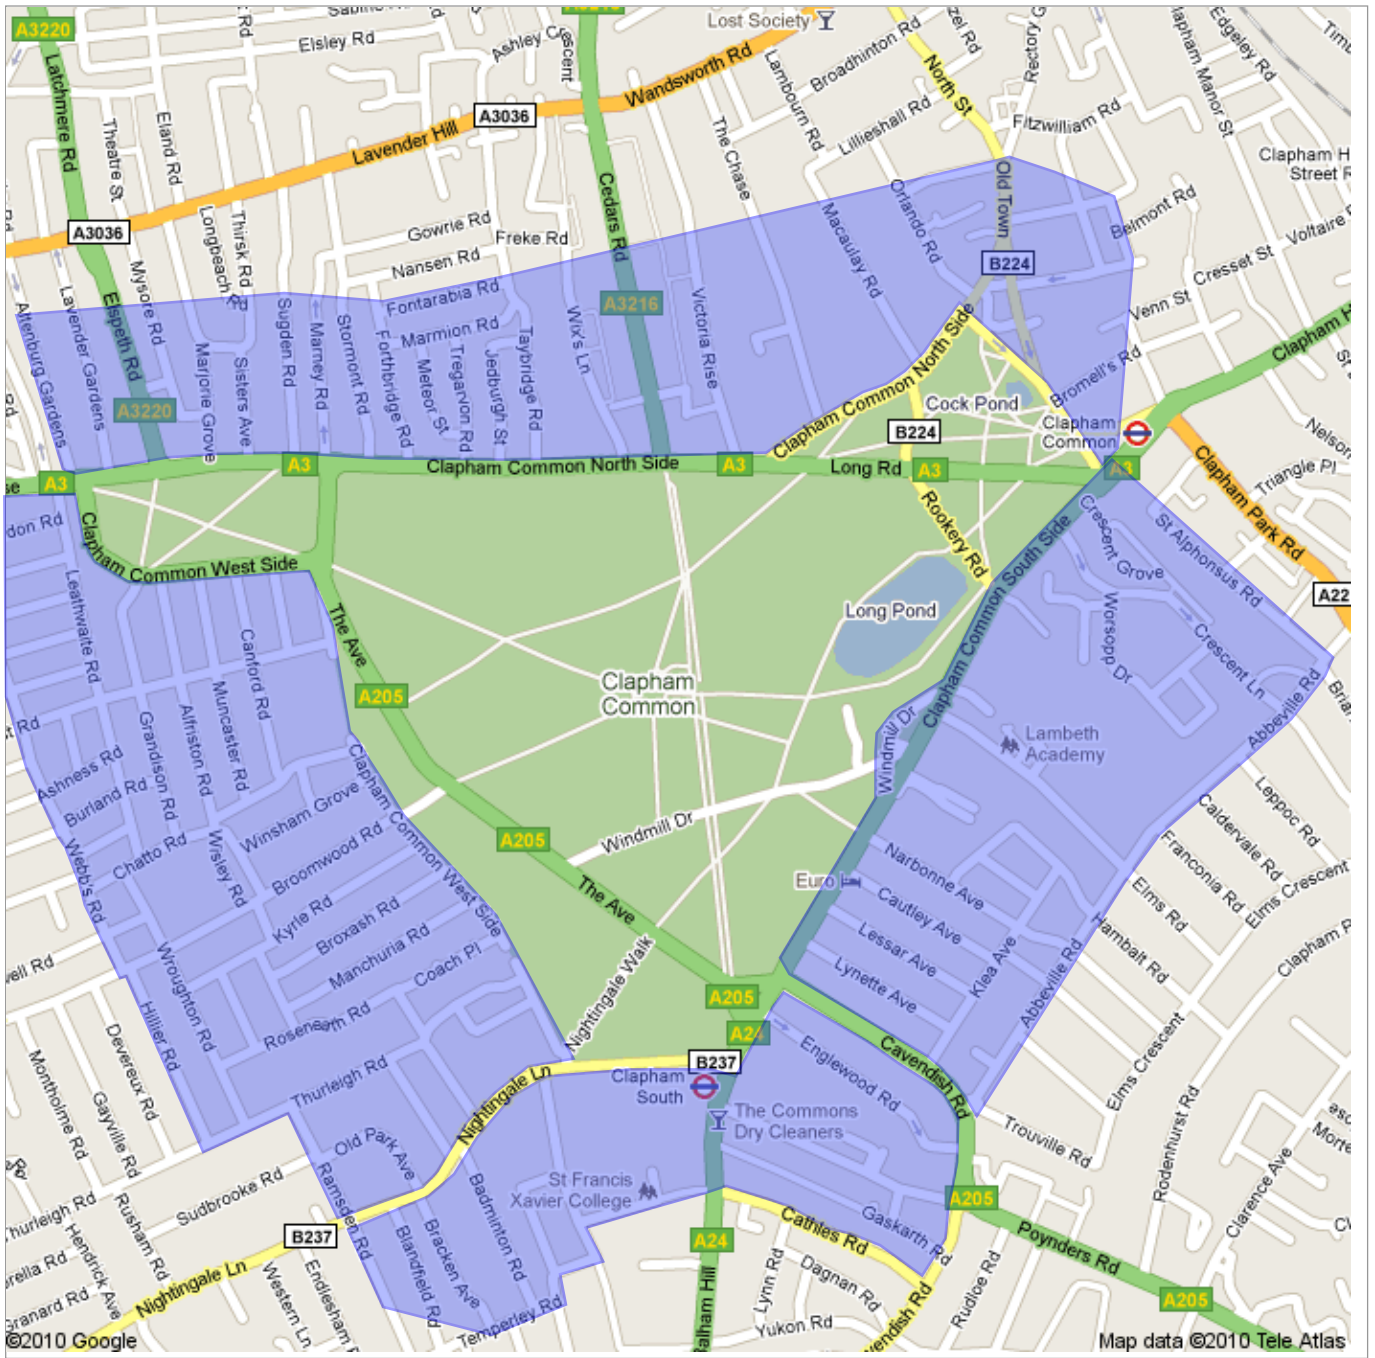 A3220
Latchmere Rd
Elsley Rd
Ashley Crescent
Lost Society
Broadhinton Rd
Lambourn Rd
North St
Edgeley Rd
Clapham Manor St
Wandsworth Rd
A3036
Lavender Hill
Theatre St
Eland Rd
The Chase
Lillieshall Rd
Fitzwilliam Rd
Clapham H
Street R
Cedars Rd
Old Town
Orlando Rd
Macaulay Rd
Belmont Rd
Voltaire
A3036
Longbeach
Thirsk Rd
Gowrie Rd
Freke Rd
Nansen Rd
B224
Cresset St
Mysore Rd
Elspeth Rd
Lavender Gardens
Altenburg Gardens
Fontarabia Rd
A3216
Victoria Rise
Venn St
Sugden Rd
Marney Rd
Stormont Rd
Forthbridge Rd
Marmion Rd
Meteor St
Tregarvon Rd
Jedburgh St
Taybridge Rd
Wix's Ln
Marjorie Grove
Sisters Ave
A3220
Clapham Common North Side
Bromell's Rd
Clapham H
Cock Pond
B224
Clapham
Common
Nelson
Triangle Pl
A3
A3
Clapham Common North Side
A3
Long Rd
A3
A3
Clapham Park Rd
don Rd
Clapham Common West Side
Rookery Rd
Crescent Grove
St Alphonsus Rd
A22
Leathwaite Rd
The Ave
Long Pond
Clapham Common South Side
Worsopp Dr
Crescent Ln
Canford Rd
Muncaster Rd
Alfriston Rd
Grandison Rd
A205
Clapham
Common
Windmill Dr
Lambeth
Academy
Abbeville Rd
Ashness Rd
Burland Rd
Chatto Rd
Wisley Rd
Winsham Grove
Broomwood Rd
Clapham Common West Side
Webb's Rd
A205
Windmill Dr
Leppoc Rd
Caldervale Rd
Franconia Rd
Elms Rd
Elms Crescent
Euro
Narbonne Ave
Cautley Ave
Lessar Ave
Lynette Ave
Klea Ave
Abbeville Rd
Hambalt Rd
Clapham P
Kyrle Rd
Broxash Rd
Manchuria Rd
Coach Pl
The Ave
Nightingale Walk
Wroughton Rd
Hillier Rd
A205
A24
Thurleigh Rd
B237
Clapham
South
Nightingale Ln
Englewood Rd
Cavendish Rd
Elms Crescent
The Commons
Dry Cleaners
Devereux Rd
Montholme Rd
Gayville Rd
Trouville Rd
Rodenhurst Rd
Clarence Ave
Old Park Ave
Ramsden Rd
Badminton Rd
St Francis
Xavier College
Thurleigh Rd
Sudbrooke Rd
Rusham Rd
Hendrick Ave
B237
Blandfield Rd
Bracken Ave
A24
Cathles Rd
Gaskarth Rd
A205
Poynders Rd
A205
Lynn Rd
Dagnan Rd
Yukon Rd
Rudloe Rd
Granard Rd
Nightingale Ln
Western Ln
Temperley Rd
Balham Hill
©2010 Google
Map data ©2010 Tele Atlas